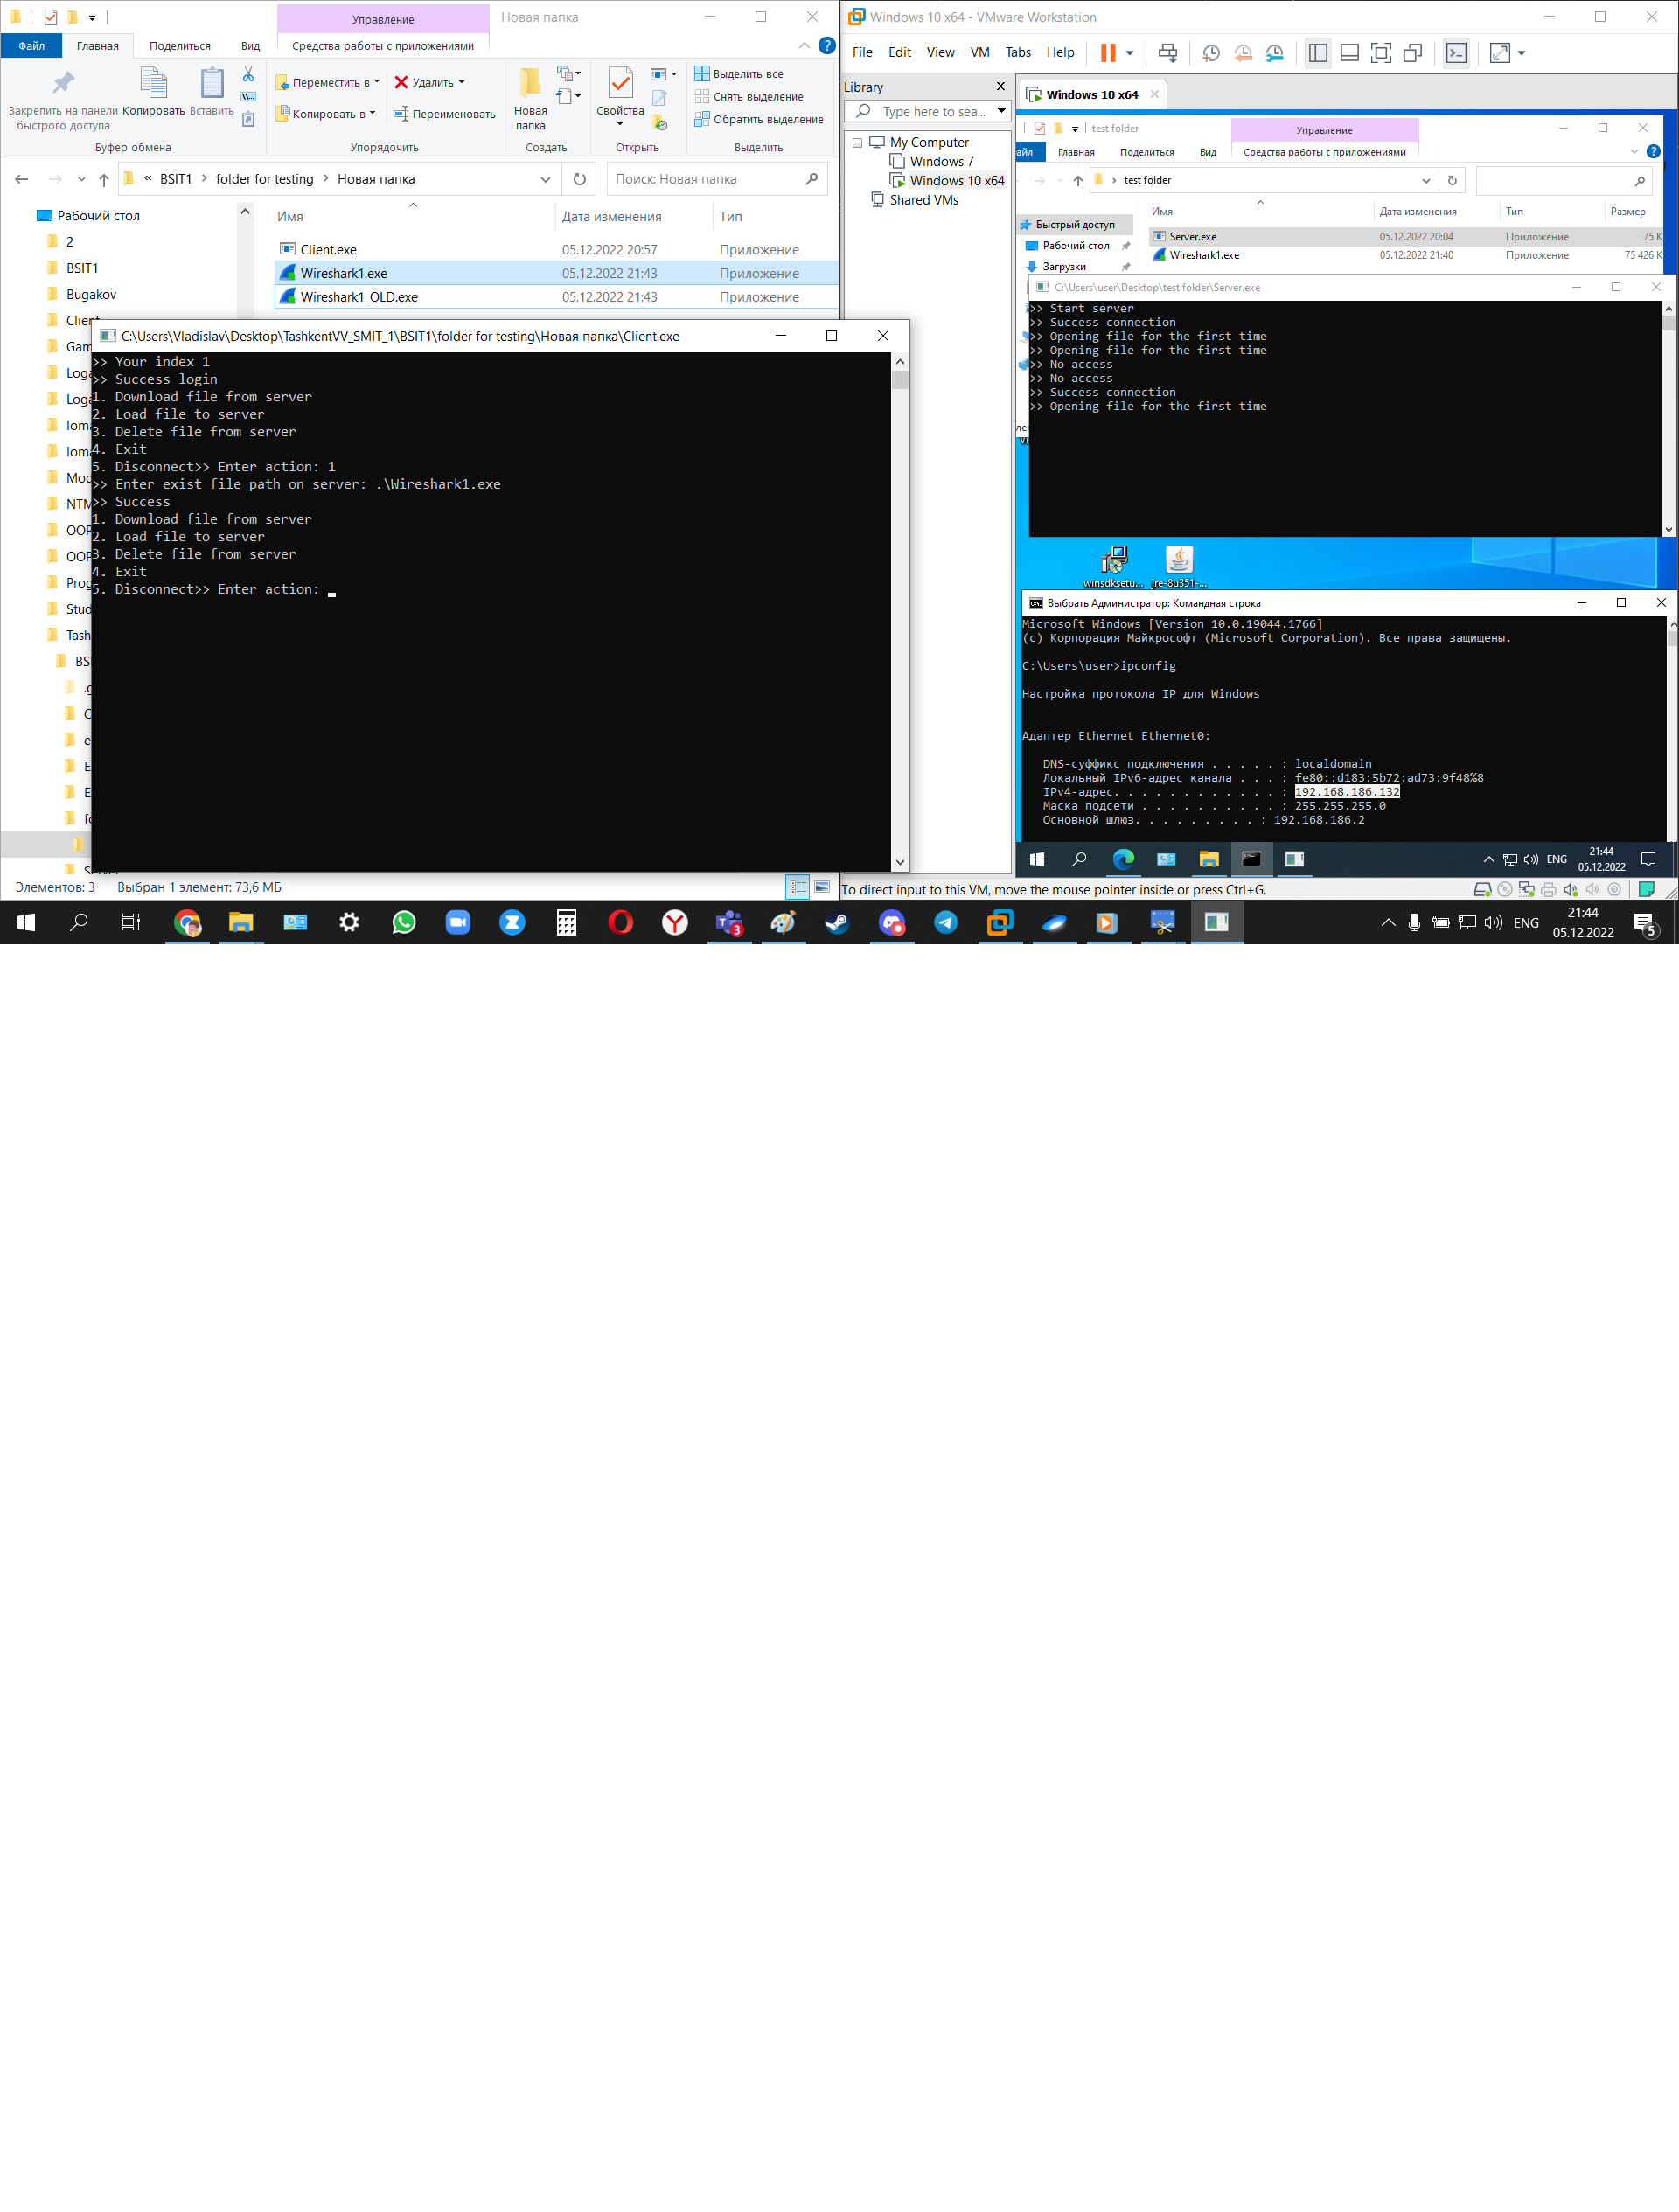 Управление
Новая папка
Файл
Главная
Поделиться
Вид
Средства работы с приложениями
Закрепить на панели быстрого доступа
Копировать
Вставить
Переместить в
Копировать в
Удалить
Переименовать
Новая папка
Свойства
Выделить все
Снять выделение
Обратить выделение
Буфер обмена
Упорядочить
Создать
Открыть
Выделить
« BSIT1 > folder for testing > Новая папка
Поиск: Новая папка
Рабочий стол
2
BSIT1
Bugakov
Имя
Дата изменения
Тип
Client.exe 05.12.2022 20:57 Приложение
Wireshark1.exe 05.12.2022 21:43 Приложение
Wireshark1_OLD.exe 05.12.2022 21:43 Приложение
C:\Users\Vladislav\Desktop\TashkentVV_SMIT_1\BSIT1\folder for testing\Новая папка\Client.exe
>> Your index 1
>> Success login
1. Download file from server
2. Load file to server
3. Delete file from server
4. Exit
5. Disconnect>> Enter action: 1
>> Enter exist file path on server: .\Wireshark1.exe
>> Success
1. Download file from server
2. Load file to server
3. Delete file from server
4. Exit
5. Disconnect>> Enter action:
Элементов: 3
Выбран 1 элемент: 73,6 МБ
Windows 10 x64 - VMware Workstation
File Edit View VM Tabs Help
Library
Type here to sea...
My Computer
Windows 7
Windows 10 x64
Shared VMs
Windows 10 x64
test folder
Управление
айл
Главная
Поделиться
Вид
Средства работы с приложениями
> test folder
Быстрый доступ
Рабочий стол
Загрузки
Имя
Дата изменения
Тип
Размер
Server.exe 05.12.2022 20:04 Приложение 75 К
Wireshark1.exe 05.12.2022 21:40 Приложение 75 426 К
C:\Users\user\Desktop\test folder\Server.exe
>> Start server
>> Success connection
>> Opening file for the first time
>> Opening file for the first time
>> No access
>> No access
>> Success connection
>> Opening file for the first time
winsdksetu...
jre-8u351-...
Выбрать Администратор: Командная строка
Microsoft Windows [Version 10.0.19044.1766]
(c) Корпорация Майкрософт (Microsoft Corporation). Все права защищены.
C:\Users\user>ipconfig
Настройка протокола IP для Windows
Адаптер Ethernet Ethernet0:
DNS-суффикс подключения . . . . . : localdomain
Локальный IPv6-адрес канала . . . : fe80::d183:5b72:ad73:9f48%8
IPv4-адрес. . . . . . . . . . . . : 192.168.186.132
Маска подсети . . . . . . . . . . : 255.255.255.0
Основной шлюз. . . . . . . . . : 192.168.186.2
ENG
21:44
05.12.2022
To direct input to this VM, move the mouse pointer inside or press Ctrl+G.
3
ENG
21:44
05.12.2022
5